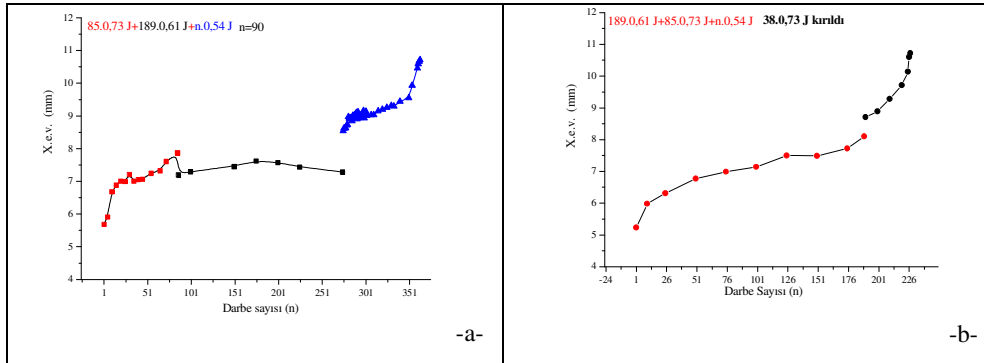 85.0,73 J+189.0,61 J+n.0,54 J n=90
X.e.v. (mm)
12
11
10
9
8
7
6
5
4
1 51 101 151 201 251 301 351
Darbe sayısı (n)
-a-
189.0,61 J+85.0,73 J+n.0,54 J 38.0,73 J kırıldı
X.e.v. (mm)
12
11
10
9
8
7
6
5
4
-24 1 26 51 76 101 126 151 176 201 226
Darbe Sayısı (n)
-b-